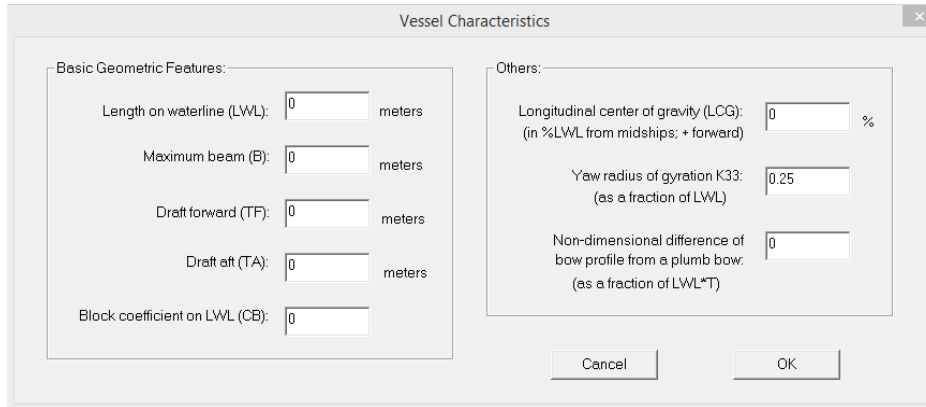 Vessel Characteristics
Basic Geometric Features:
Length on waterline (LWL): 0 meters
Maximum beam (B): 0 meters
Draft forward (TF): 0 meters
Draft aft (TA): 0 meters
Block coefficient on LWL (CB): 0
Others:
Longitudinal center of gravity (LCG): 0 %
(in %LWL from midships; + forward)
Yaw radius of gyration K33: 0.25
(as a fraction of LWL)
Non-dimensional difference of 0
bow profile from a plumb bow:
(as a fraction of LWL*T)
Cancel OK